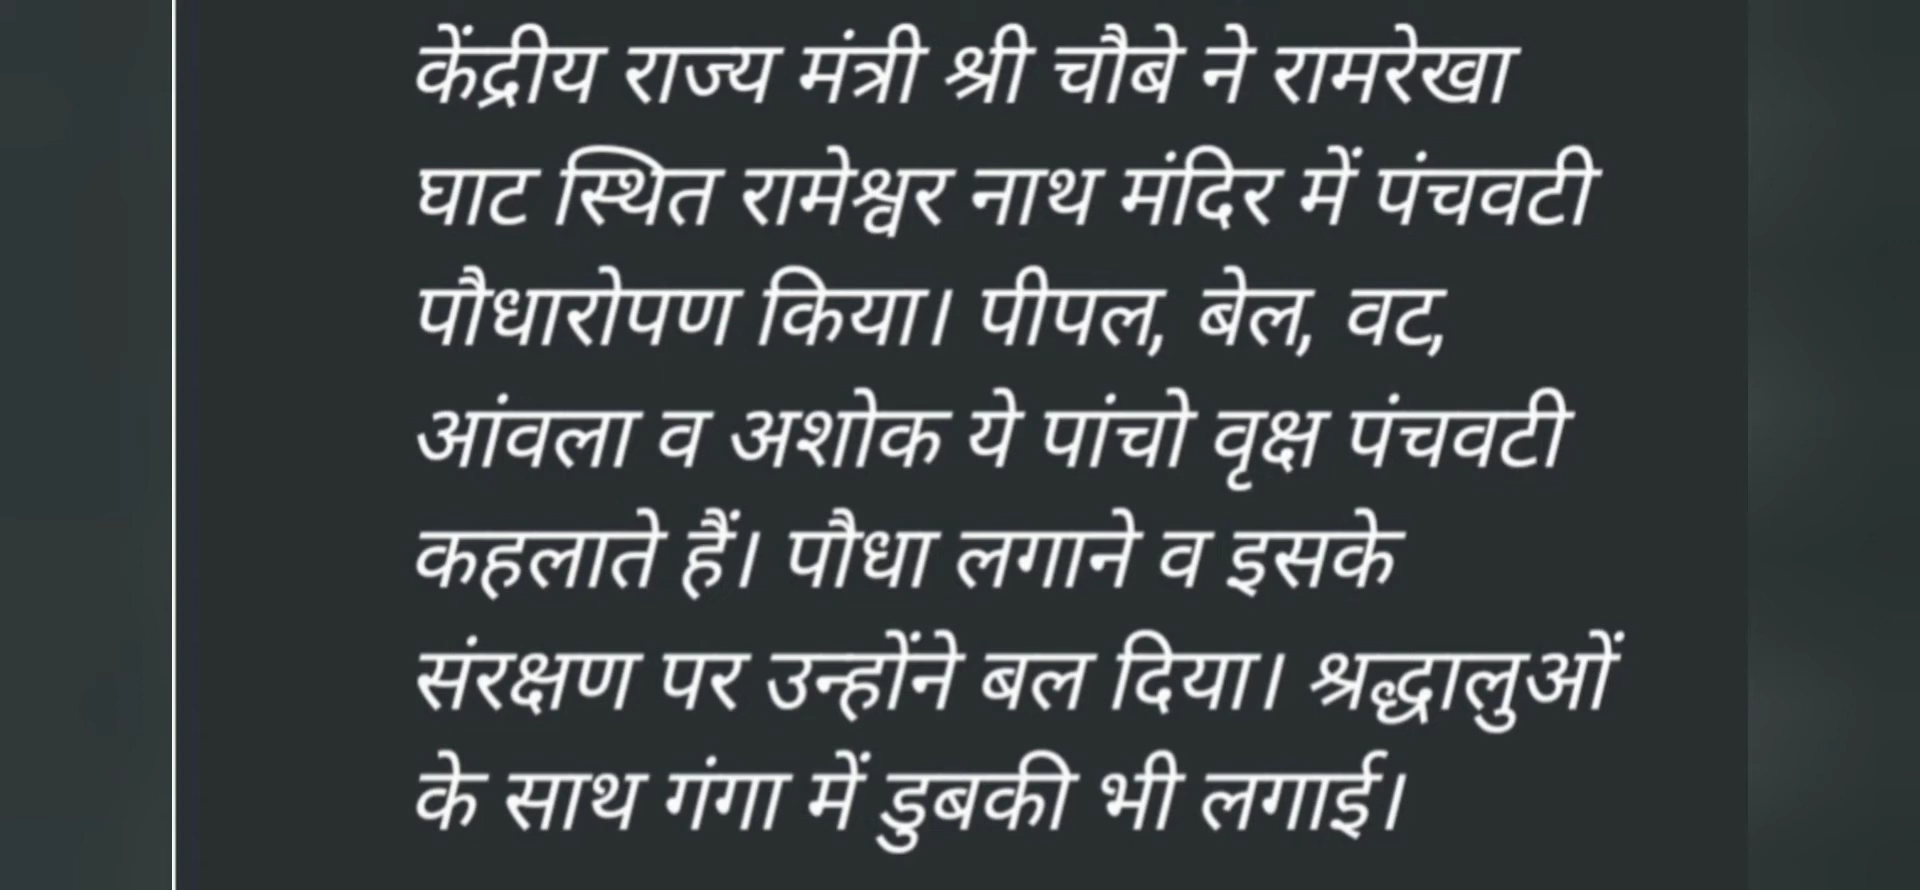 केंद्रीय राज्य मंत्री श्री चौबे ने रामरेखा
घाट स्थित रामेश्वर नाथ मंदिर में पंचवटी
पौधारोपण किया। पीपल, बेल, वट,
आंवला व अशोक ये पांचो वृक्ष पंचवटी
कहलाते हैं। पौधा लगाने व इसके
संरक्षण पर उन्होंने बल दिया। श्रद्धालुओं
के साथ गंगा में डुबकी भी लगाई।